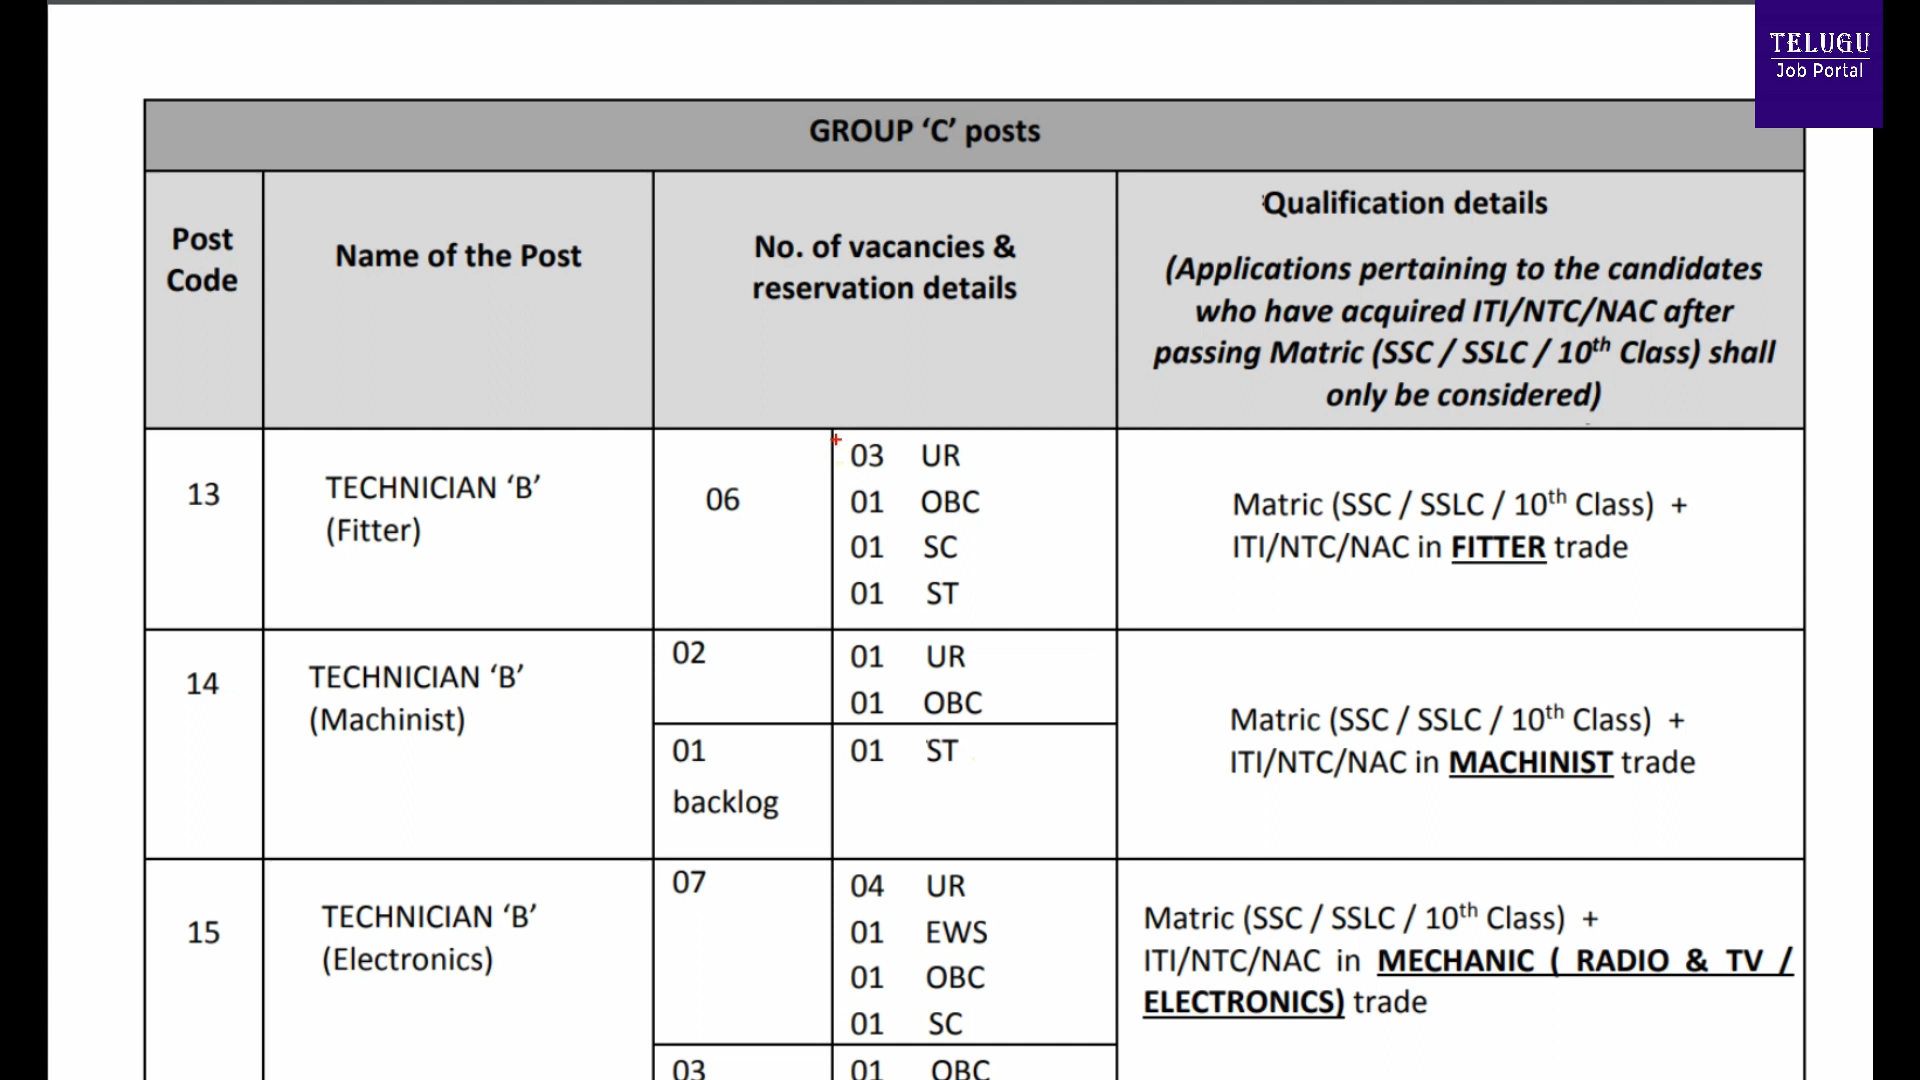 TELUGU
Job Portal
GROUP ‘C’ posts
Post
Code
Name of the Post
No. of vacancies &
reservation details
Qualification details
(Applications pertaining to the candidates
who have acquired ITI/NTC/NAC after
passing Matric (SSC / SSLC / 10th Class) shall
only be considered)
13
TECHNICIAN ‘B’
(Fitter)
06
03 UR
01 OBC
01 SC
01 ST
Matric (SSC / SSLC / 10th Class) +
ITI/NTC/NAC in FITTER trade
14
TECHNICIAN ‘B’
(Machinist)
02
01 UR
01 OBC
01
backlog
01 ST
Matric (SSC / SSLC / 10th Class) +
ITI/NTC/NAC in MACHINIST trade
15
TECHNICIAN ‘B’
(Electronics)
07
04 UR
01 EWS
01 OBC
01 SC
03
01 OBC
Matric (SSC / SSLC / 10th Class) +
ITI/NTC/NAC in MECHANIC ( RADIO & TV /
ELECTRONICS) trade